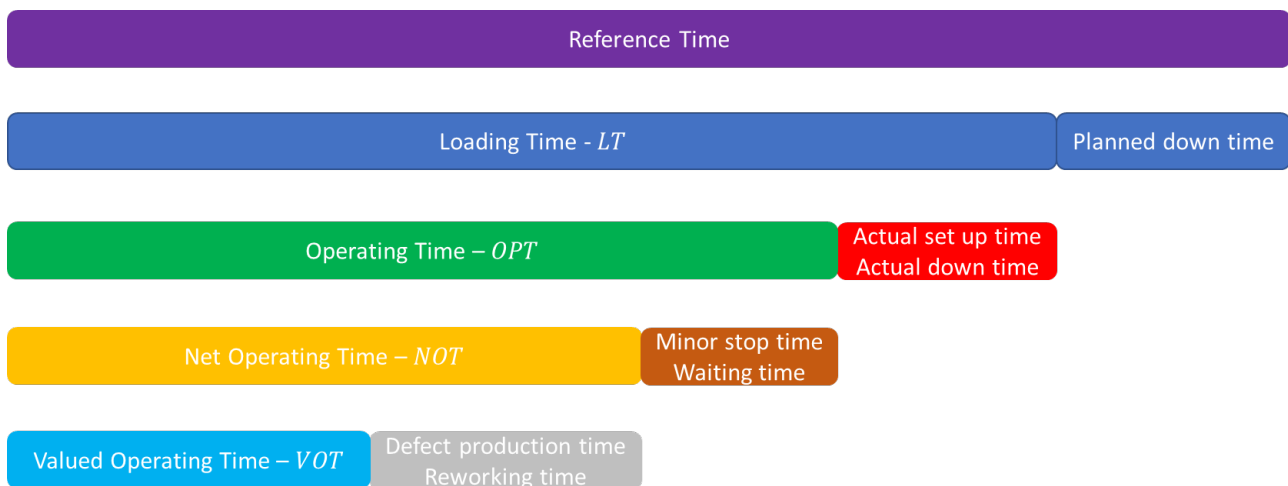 Reference Time
Loading Time - LT
Planned down time
Operating Time – OPT
Actual set up time
Actual down time
Net Operating Time – NOT
Minor stop time
Waiting time
Valued Operating Time – VOT
Defect production time
Reworking time